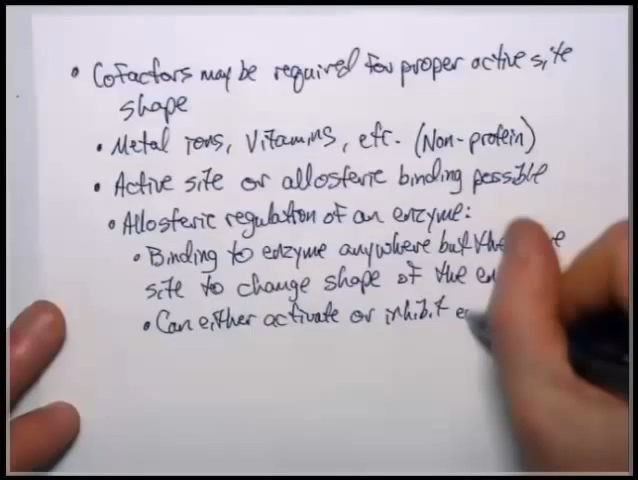 • Cofactors may be required for proper active site
shape
• Metal ions, Vitamins, etc. (Non-protein)
• Active site or allosteric binding possible
• Allosteric regulation of an enzyme:
• Binding to enzyme anywhere but the
site to change shape of the en
• Can either activate or inhibit e